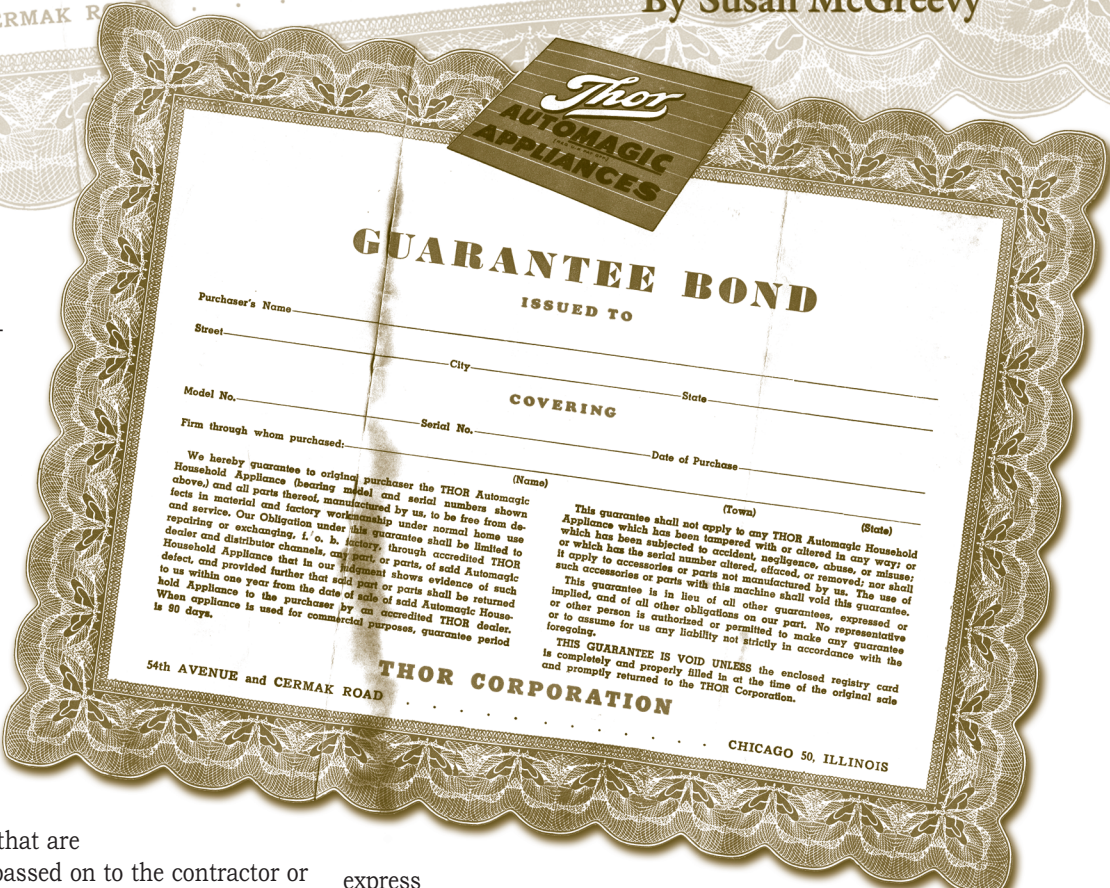 By Susan McGreevy
CERMAK
Thor
AUTOMAGIC
APPLIANCES
GUARANTEE BOND
ISSUED TO
Purchaser's Name
Street City State
COVERING
Model No. Serial No. Date of Purchase
Firm through whom purchased: (Name) (Town) (State)
We hereby guarantee to original purchaser the THOR Automagic
Household Appliance (bearing model and serial numbers shown
above,) and all parts thereof, manufactured by us, to be free from de-
fects in material and factory workmanship under normal home use
and service. Our Obligation under this guarantee shall be limited to
repairing or exchanging, f. o. b. factory, through accredited THOR
dealer and distributor channels, any part, or parts, of said Automagic
Household Appliance that in our judgment shows evidence of such
defect, and provided further that said part or parts shall be returned
to us within one year from the date of sale of said Automagic House-
hold Appliance to the purchaser by an accredited THOR dealer.
When appliance is used for commercial purposes, guarantee period
is 90 days.
This guarantee shall not apply to any THOR Automagic Household
Appliance which has been tampered with or altered in any way; or
which has been subjected to accident, negligence, abuse, or misuse;
or which has the serial number altered, effaced, or removed; nor shall
it apply to accessories or parts not manufactured by us. The use of
such accessories or parts with this machine shall void this guarantee.
This guarantee is in lieu of all other guarantees, expressed or
implied, and of all other obligations on our part. No representative
or other person is authorized or permitted to make any guarantee
or to assume for us any liability not strictly in accordance with the
foregoing.
THIS GUARANTEE IS VOID UNLESS the enclosed registry card
is completely and properly filled in at the time of the original sale
and promptly returned to the THOR Corporation.
THOR CORPORATION
54th AVENUE and CERMAK ROAD . . . . . . . . . CHICAGO 50, ILLINOIS
that are
passed on to the contractor or
express